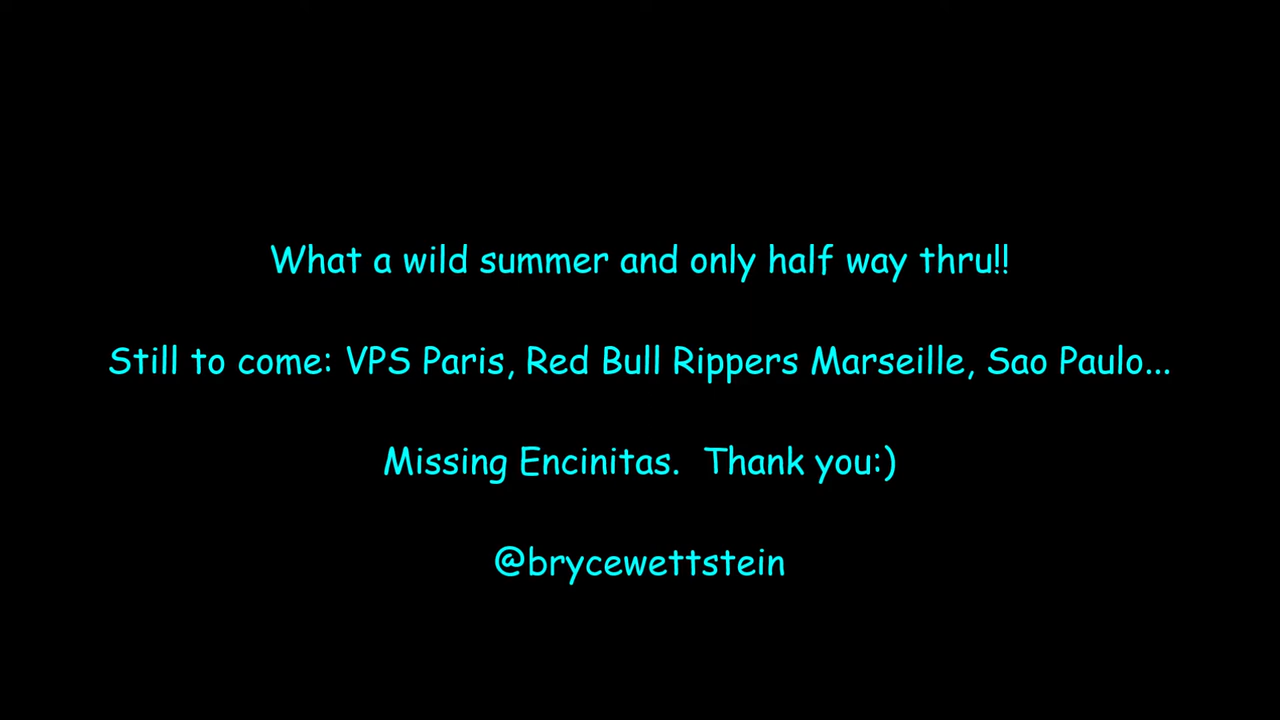 What a wild summer and only half way thru!!
Still to come: VPS Paris, Red Bull Rippers Marseille, Sao Paulo...
Missing Encinitas.  Thank you:)
@brycewettstein